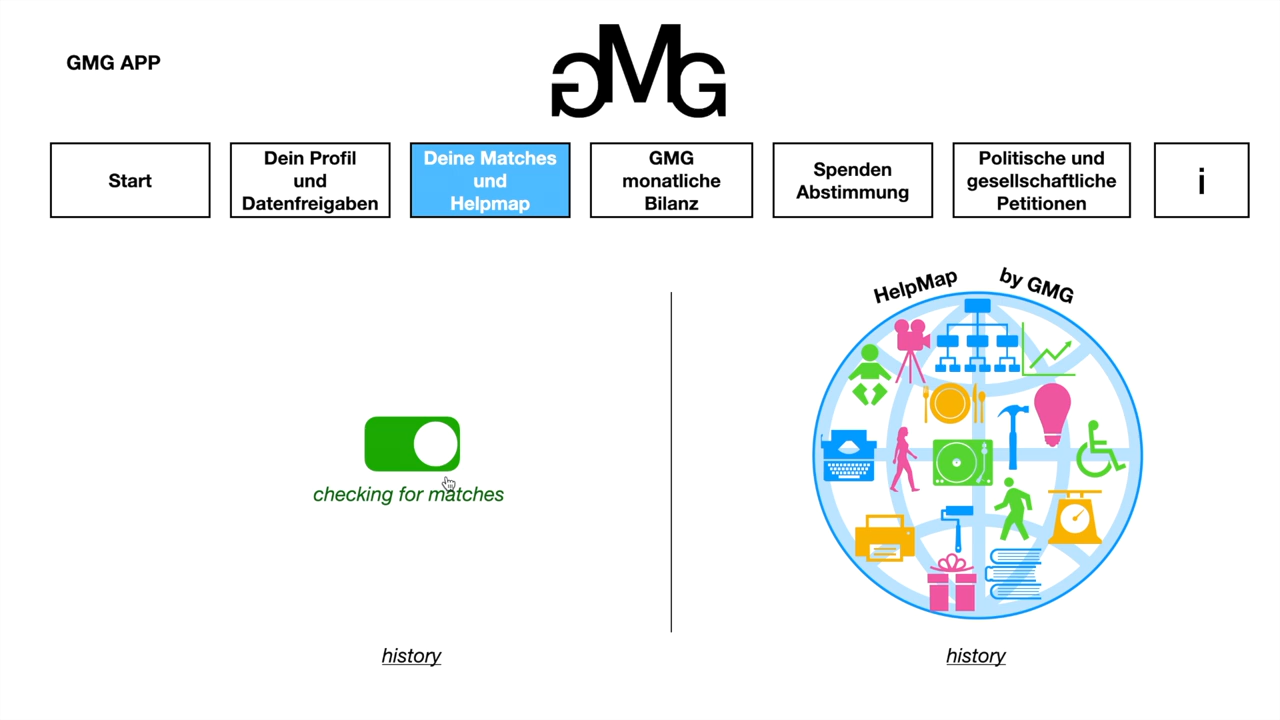 GMG APP
GMG
Start
Dein Profil
und
Datenfreigaben
Deine Matches
und
Helpmap
GMG
monatliche
Bilanz
Spenden
Abstimmung
Politische und
gesellschaftliche
Petitionen
i
HelpMap by GMG
checking for matches
history
history